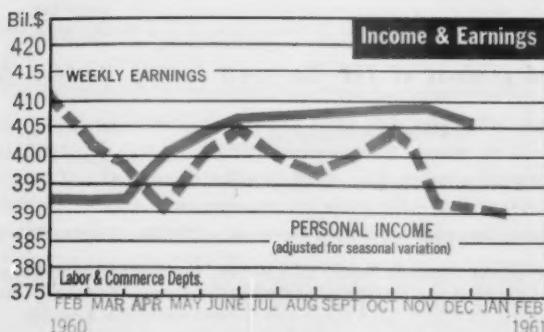 Bil.$
Income & Earnings
420
415
WEEKLY EARNINGS
410
405
400
395
390
PERSONAL INCOME
(adjusted for seasonal variation)
385
380
Labor & Commerce Depts.
375
FEB MAR APR MAY JUNE JUL AUG SEPT OCT NOV DEC JAN FEB
1960 1961